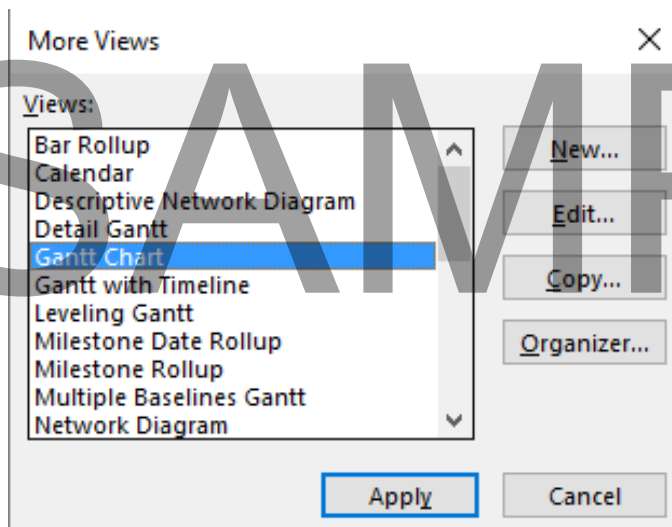 More Views
Views:
Bar Rollup
Calendar
Descriptive Network Diagram
Detail Gantt
Gantt Chart
Gantt with Timeline
Leveling Gantt
Milestone Date Rollup
Milestone Rollup
Multiple Baselines Gantt
Network Diagram
New...
Edit...
Copy...
Organizer...
Apply
Cancel